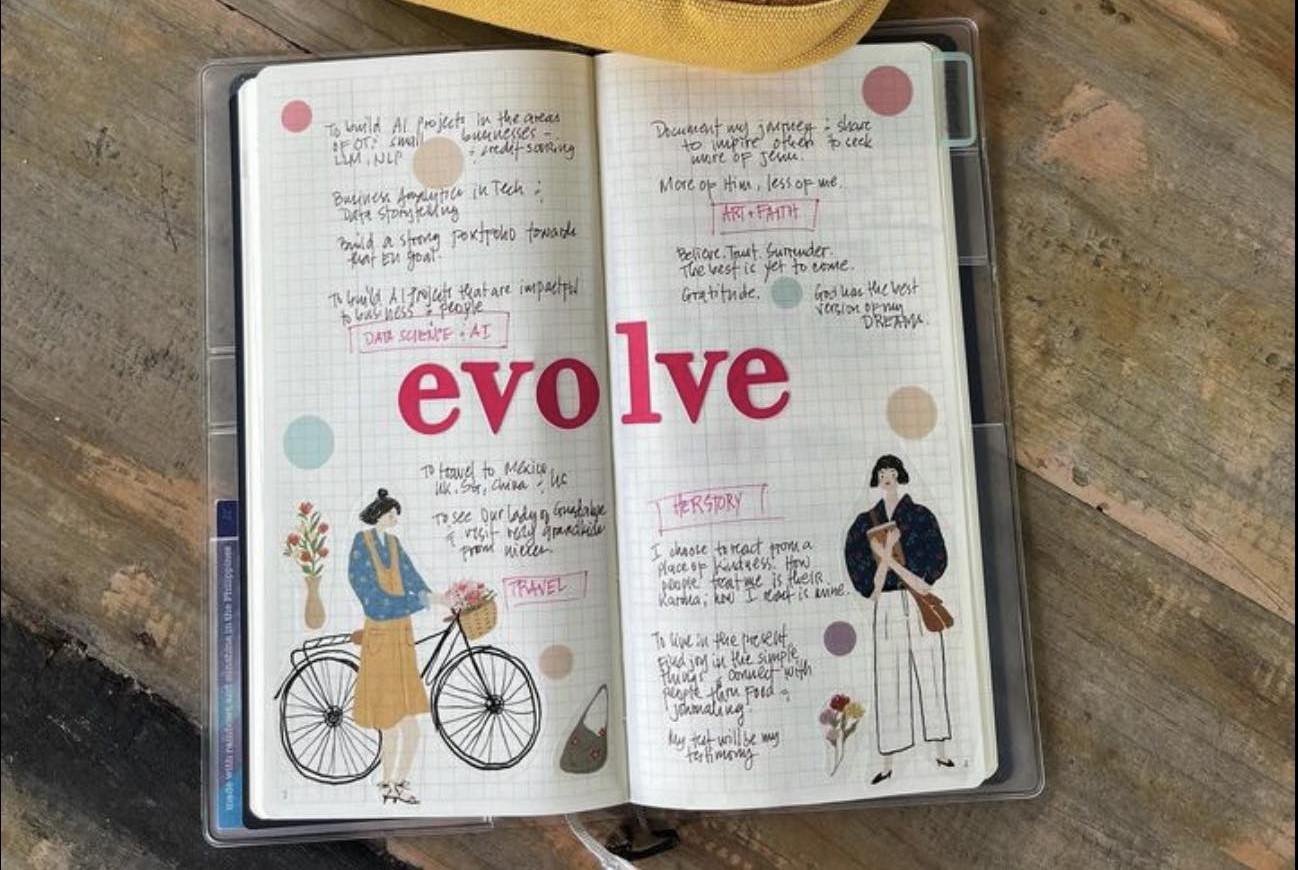 To build AI projects in the areas
OF OT: small businesses -
LLM, NLP : credit scoring
Business Analytics in Tech :
Data storytelling
Build a strong portfolio towards
that EU goal.
To build AI projects that are impactful
to business : people
DATA SCIENCE : AI
evolve
To travel to Mexico,
UK, SG, China : US
To see Our Lady of Guadalupe
: visit very grandkids
from nieces.
TRAVEL
Document my journey : share
to inspire others to seek
more of Jesus.
More of Him, less of me.
ART + FAITH
Believe. Trust. Surrender.
The best is yet to come.
Gratitude.
God has the best
version of my
DREAMS.
HERSTORY
I choose to react from a
place of kindness. How
people treat me is their
Karma; how I react is mine.
To live in the present
Find joy in the simple
things : connect with
people thru food :
journaling.
My test will be my
testimony
made with rainbows and sunshine in the Philippines